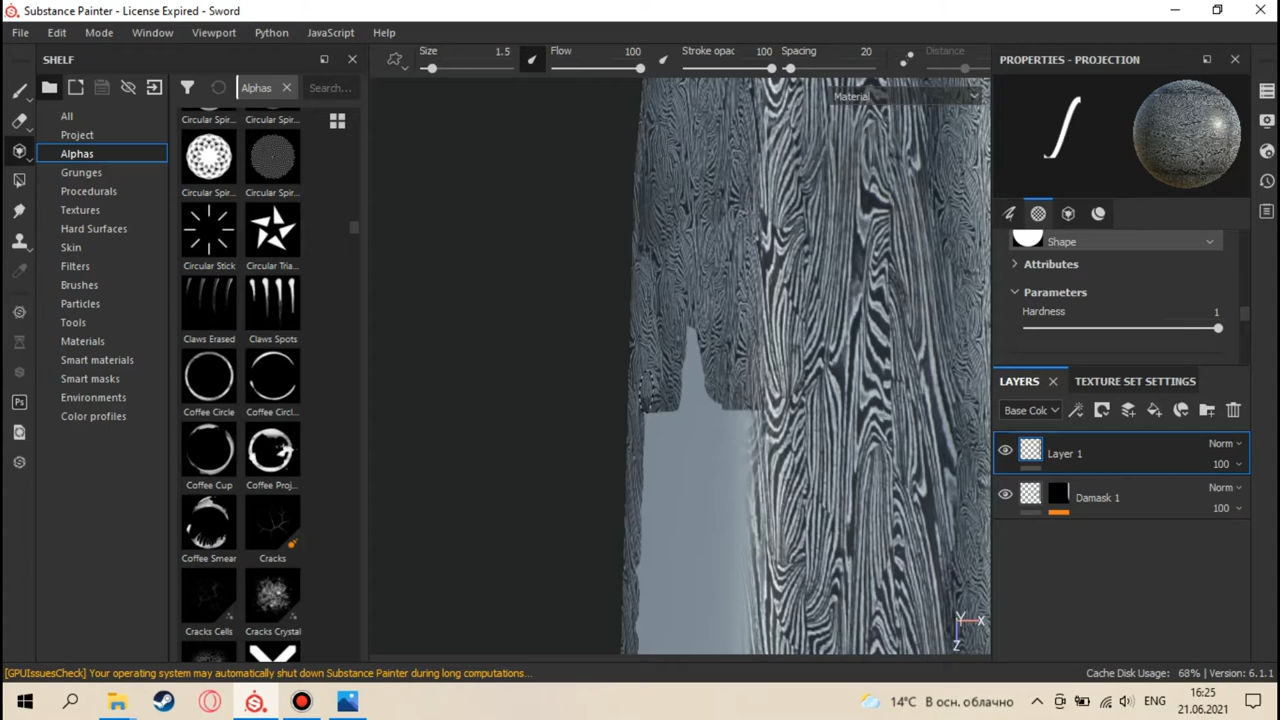 Substance Painter - License Expired - Sword
File Edit Mode Window Viewport Python JavaScript Help
SHELF
Size 1.5 Flow 100 Stroke opac 100 Spacing 20 Distance
PROPERTIES - PROJECTION
Alphas
Search...
Material
All
Project
Alphas
Grunges
Procedurals
Textures
Hard Surfaces
Skin
Filters
Brushes
Particles
Tools
Materials
Smart materials
Smart masks
Environments
Color profiles
Circular Spir... Circular Spir...
Circular Spir... Circular Spir...
Circular Stick Circular Tria...
Claws Erased Claws Spots
Coffee Circle Coffee Circl...
Coffee Cup Coffee Proj...
Coffee Smear Cracks
Cracks Cells Cracks Crystal
Shape
Attributes
Parameters
Hardness 1
LAYERS TEXTURE SET SETTINGS
Base Colc
Layer 1 Norm 100
Damask 1 Norm 100
Y X
Z
Ps
[GPUIssuesCheck] Your operating system may automatically shut down Substance Painter during long computations...
Cache Disk Usage: 68% | Version: 6.1.1
14°C В осн. облачно
ENG
16:25
21.06.2021